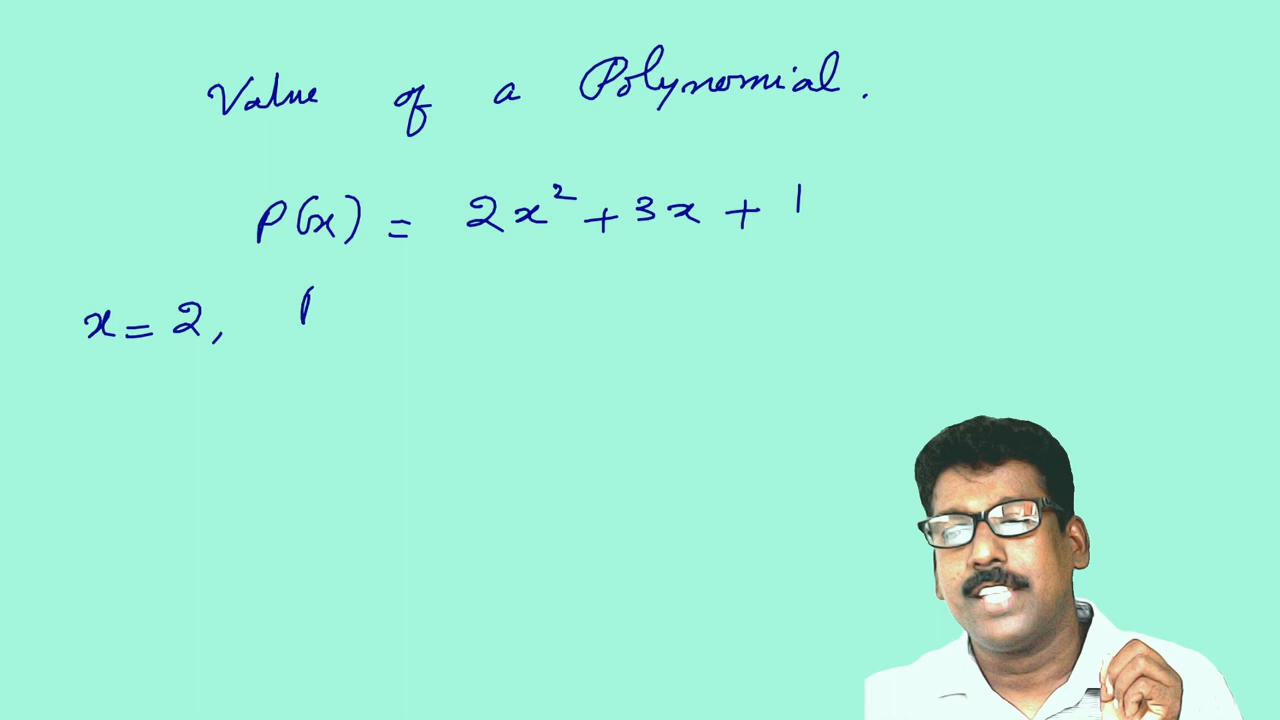 Value of a Polynomial.
P(x) = 2x² + 3x + 1
x = 2,